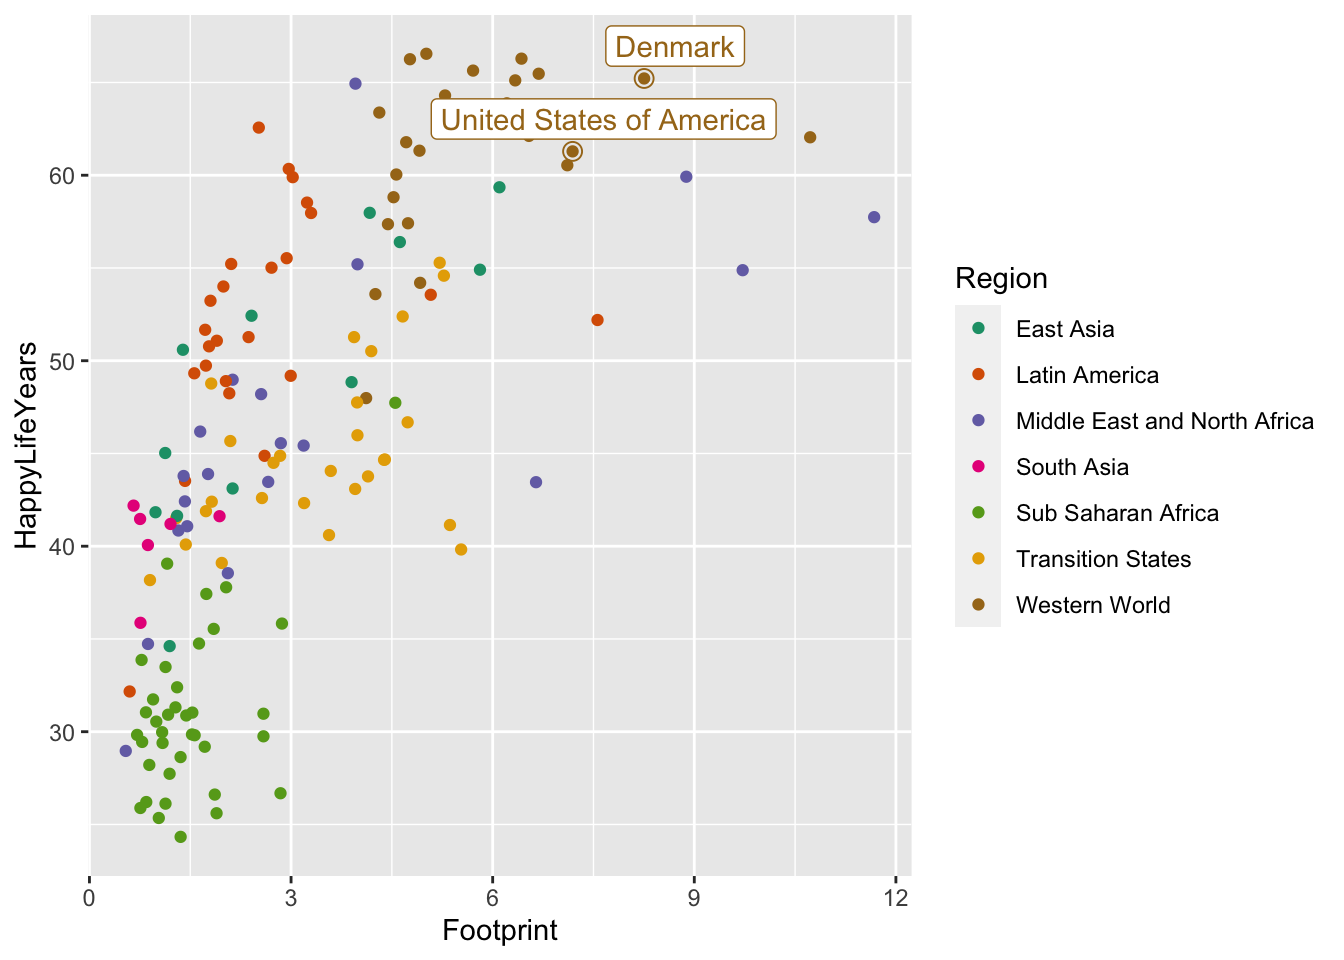 Denmark
United States of America
60
50
40
30
HappyLifeYears
0
3
6
9
12
Footprint
Region
East Asia
Latin America
Middle East and North Africa
South Asia
Sub Saharan Africa
Transition States
Western World